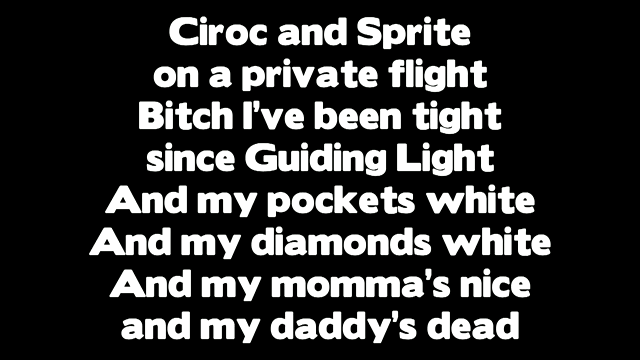 Ciroc and Sprite
on a private flight
Bitch I've been tight
since Guiding Light
And my pockets white
And my diamonds white
And my momma's nice
and my daddy's dead